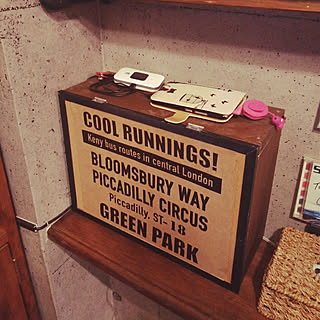 COOL RUNNINGS!
Keny bus routes in central London
BLOOMSBURY WAY
PICCADILLY CIRCUS
Piccadilly, ST-18
GREEN PARK